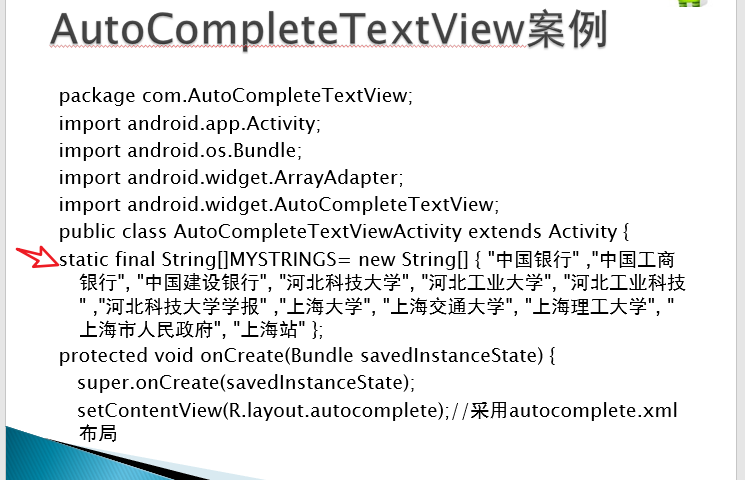 AutoCompleteTextView案例
package com.AutoCompleteTextView;
import android.app.Activity;
import android.os.Bundle;
import android.widget.ArrayAdapter;
import android.widget.AutoCompleteTextView;
public class AutoCompleteTextViewActivity extends Activity {
static final String[]MYSTRINGS= new String[] { "中国银行" ,"中国工商
银行", "中国建设银行", "河北科技大学", "河北工业大学", "河北工业科技
" ,"河北科技大学学报" ,"上海大学", "上海交通大学", "上海理工大学", "
上海市人民政府", "上海站" };
protected void onCreate(Bundle savedInstanceState) {
super.onCreate(savedInstanceState);
setContentView(R.layout.autocomplete);//采用autocomplete.xml
布局